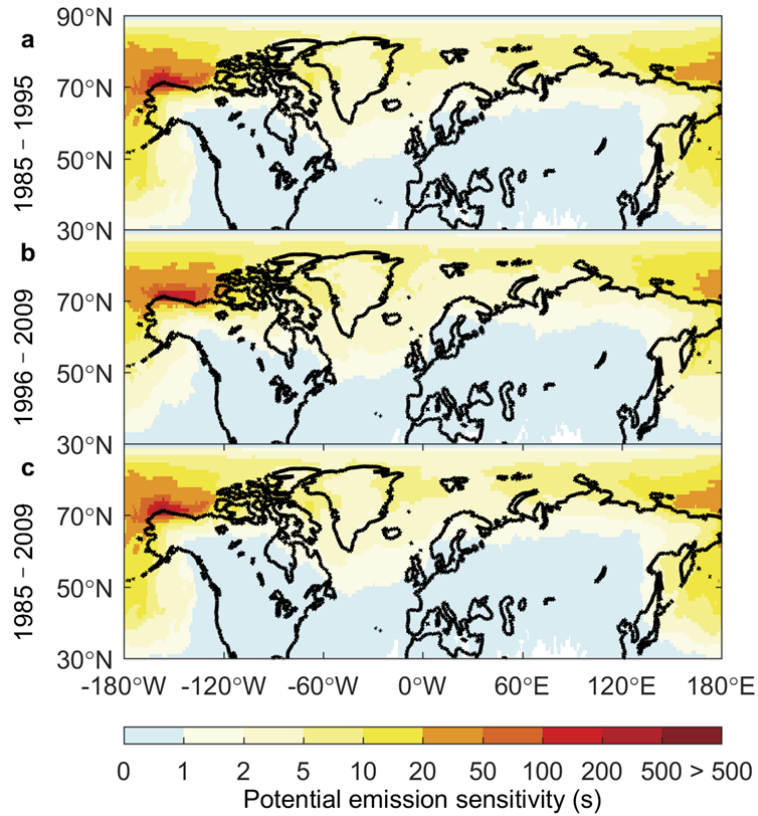 a
90°N
70°N
50°N
30°N
1985 – 1995
b
70°N
50°N
30°N
1996 – 2009
c
70°N
50°N
30°N
1985 – 2009
-180°W -120°W -60°W 0°W 60°E 120°E 180°E
0 1 2 5 10 20 50 100 200 500 > 500
Potential emission sensitivity (s)